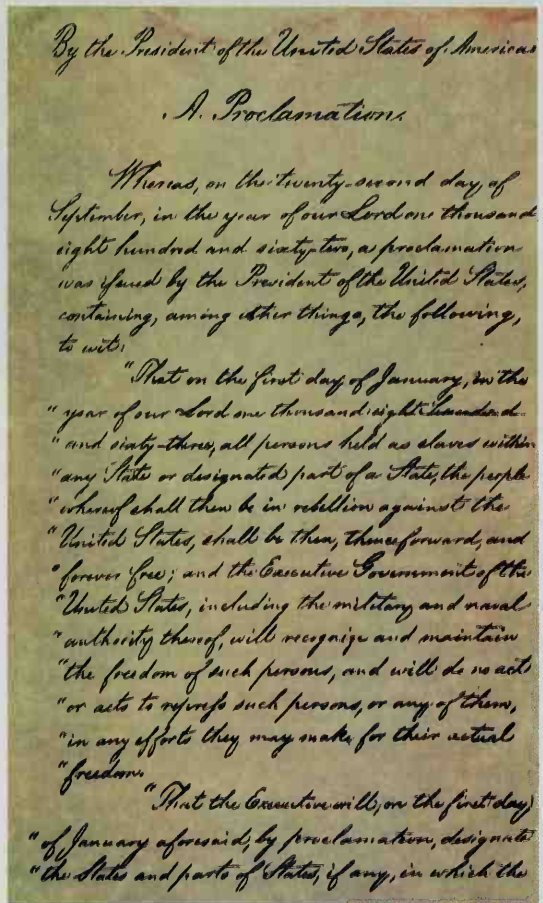 By the President of the United States of America:
A Proclamation.
Whereas, on the twenty-second day of
September, in the year of our Lord one thousand
eight hundred and sixty-two, a proclamation
was issued by the President of the United States,
containing, among other things, the following,
to wit:
"That on the first day of January, in the
" year of our Lord one thousand eight hundred
" and sixty-three, all persons held as slaves within
" any State or designated part of a State, the people
" whereof shall then be in rebellion against the
" United States, shall be then, thenceforward, and
" forever free; and the Executive Government of the
" United States, including the military and naval
" authority thereof, will recognize and maintain
" the freedom of such persons, and will do no act
" or acts to repress such persons, or any of them,
" in any efforts they may make for their actual
" freedom.
"That the Executive will, on the first day
" of January aforesaid, by proclamation, designate
" the States and parts of States, if any, in which the